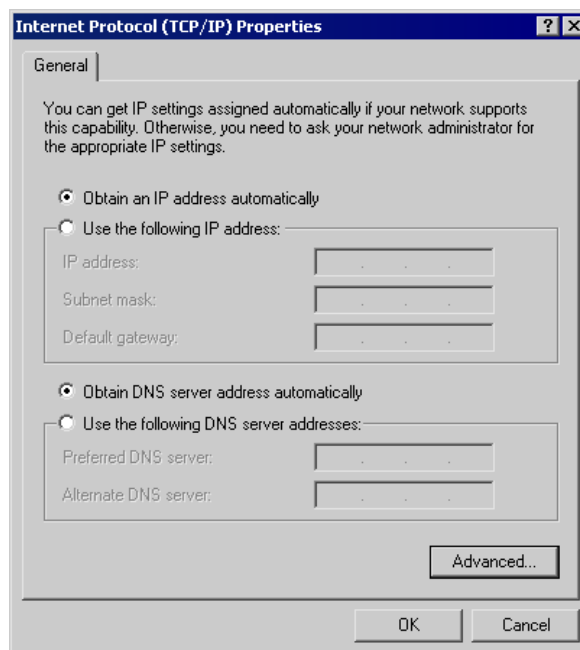 Internet Protocol (TCP/IP) Properties
General
You can get IP settings assigned automatically if your network supports
this capability. Otherwise, you need to ask your network administrator for
the appropriate IP settings.
Obtain an IP address automatically
Use the following IP address:
IP address:
Subnet mask:
Default gateway:
Obtain DNS server address automatically
Use the following DNS server addresses:
Preferred DNS server:
Alternate DNS server:
Advanced...
OK Cancel